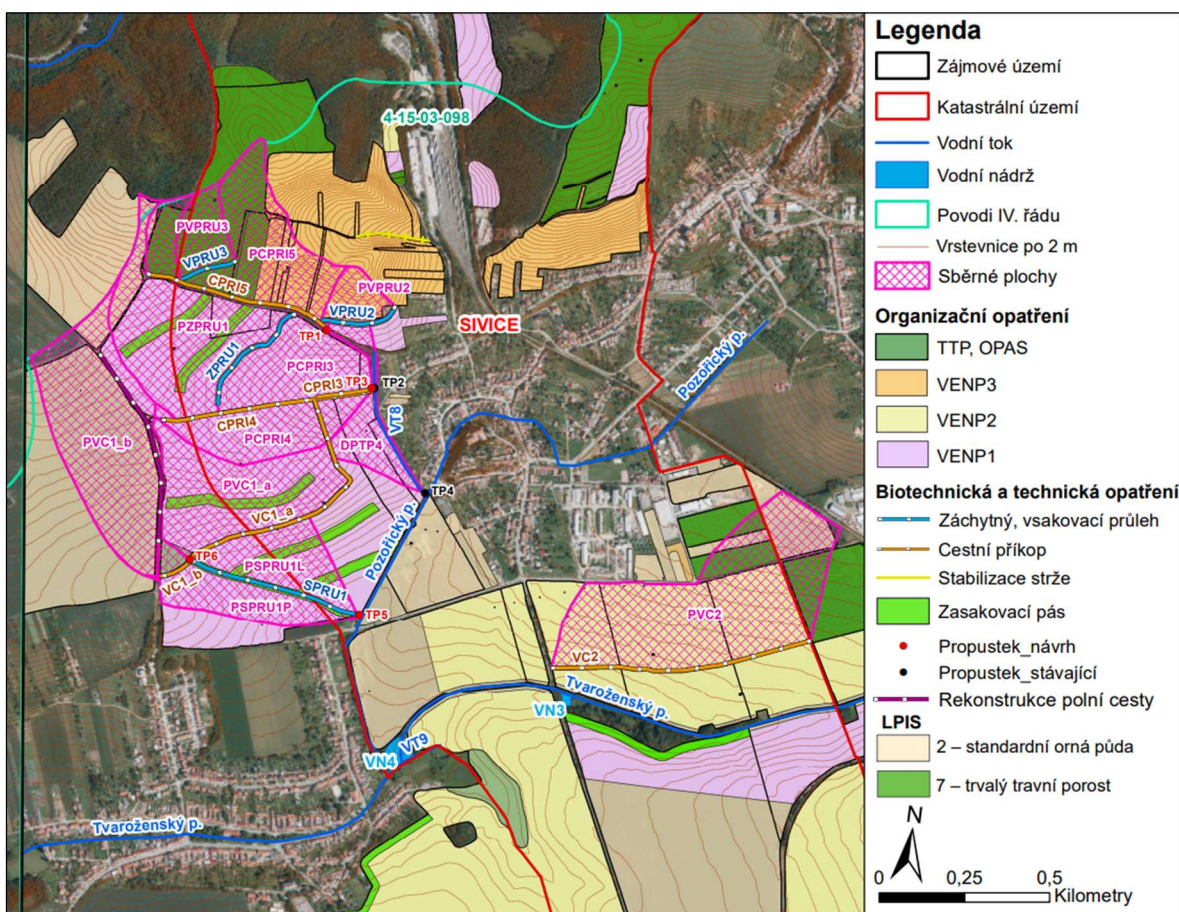 4-15-03-098
PVPRU3
PCPRI5
VPRU3
CPRI5
PVPRU2
VPRU2
SIVICE
TP1
PZPRU1
ZPRU1
PCPRI3
CPRI3
TP3
TP2
CPRI4
PCPRI4
VT8
DPTP4
Pozořický p.
PVC1_b
PVC1_a
VC1_a
TP4
Pozořický p.
TP6
VC1_b
PSPRU1L
SPRU1
PSPRU1P
TP5
PVC2
VC2
Tvaroženský p.
VN3
VT9
VN4
Tvaroženský p.
Legenda
Zájmové území
Katastrální území
Vodní tok
Vodní nádrž
Povodi IV. řádu
Vrstevnice po 2 m
Sběrné plochy
Organizační opatření
TTP, OPAS
VENP3
VENP2
VENP1
Biotechnická a technická opatření
Záchytný, vsakovací průleh
Cestní příkop
Stabilizace strže
Zasakovací pás
Propustek_návrh
Propustek_stávající
Rekonstrukce polní cesty
LPIS
2 – standardní orná půda
7 – trvalý travní porost
N
0 0,25 0,5
Kilometry